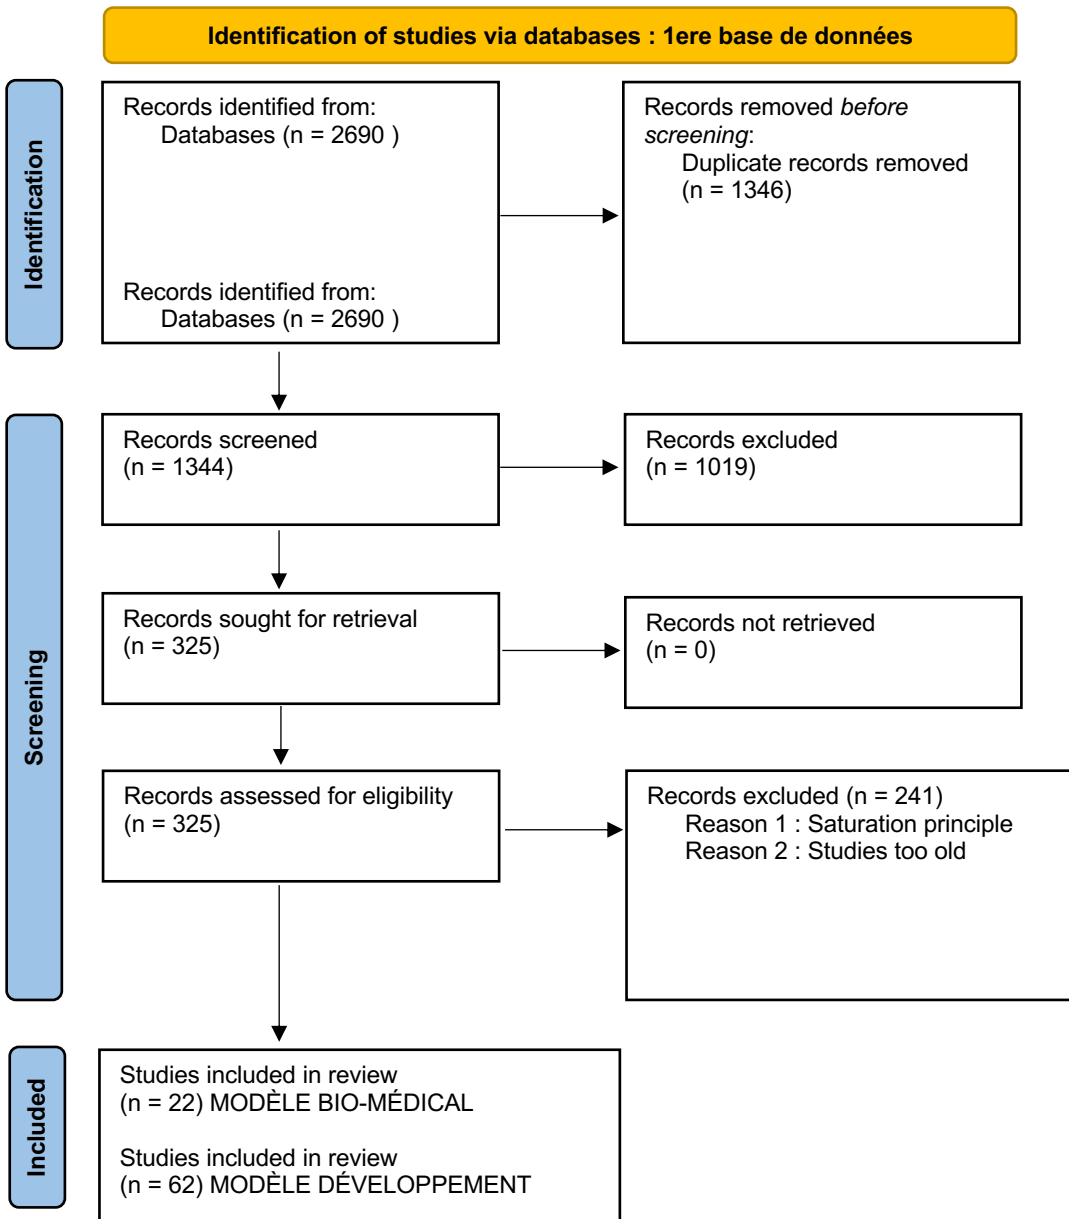 Identification of studies via databases : 1ere base de données
Identification
Records identified from:
Databases (n = 2690 )
Records identified from:
Databases (n = 2690 )
Records removed before
screening:
Duplicate records removed
(n = 1346)
Screening
Records screened
(n = 1344)
Records excluded
(n = 1019)
Records sought for retrieval
(n = 325)
Records not retrieved
(n = 0)
Records assessed for eligibility
(n = 325)
Records excluded (n = 241)
Reason 1 : Saturation principle
Reason 2 : Studies too old
Included
Studies included in review
(n = 22) MODÈLE BIO-MÉDICAL
Studies included in review
(n = 62) MODÈLE DÉVELOPPEMENT